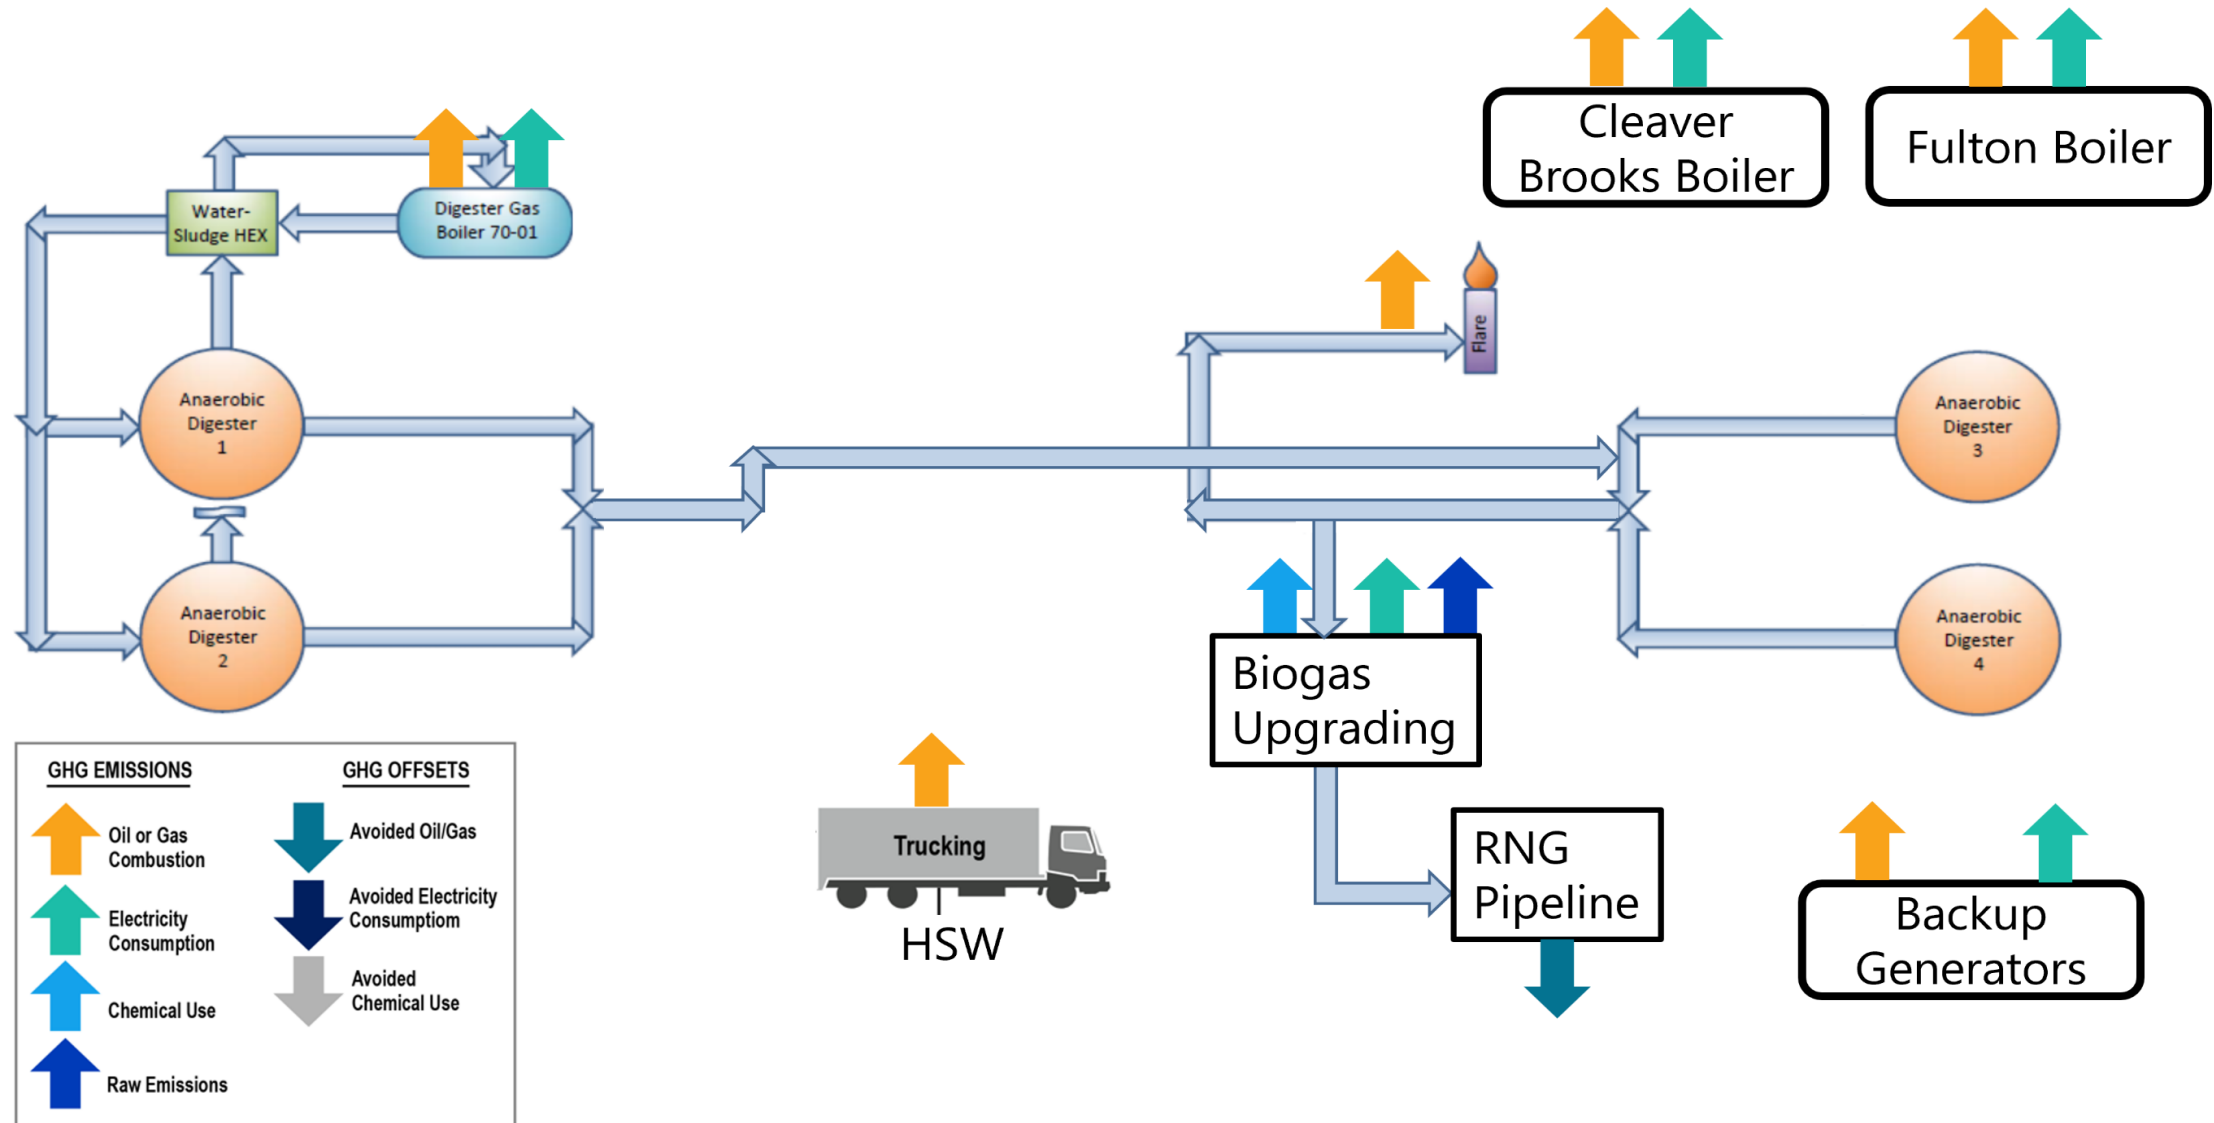 Cleaver
Brooks Boiler
Fulton Boiler
Water-
Sludge HEX
Digester Gas
Boiler 70-01
Flare
Anaerobic
Digester
1
Anaerobic
Digester
3
Anaerobic
Digester
2
Anaerobic
Digester
4
Biogas
Upgrading
Trucking
HSW
RNG
Pipeline
Backup
Generators
GHG EMISSIONS
Oil or Gas
Combustion
Electricity
Consumption
Chemical Use
Raw Emissions
GHG OFFSETS
Avoided Oil/Gas
Avoided Electricity
Consumptiom
Avoided
Chemical Use